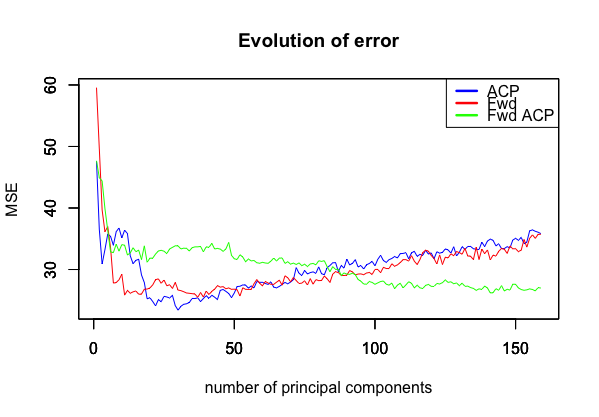 Evolution of error
ACP
Fwd
Fwd ACP
60
50
40
30
MSE
0 50 100 150
number of principal components